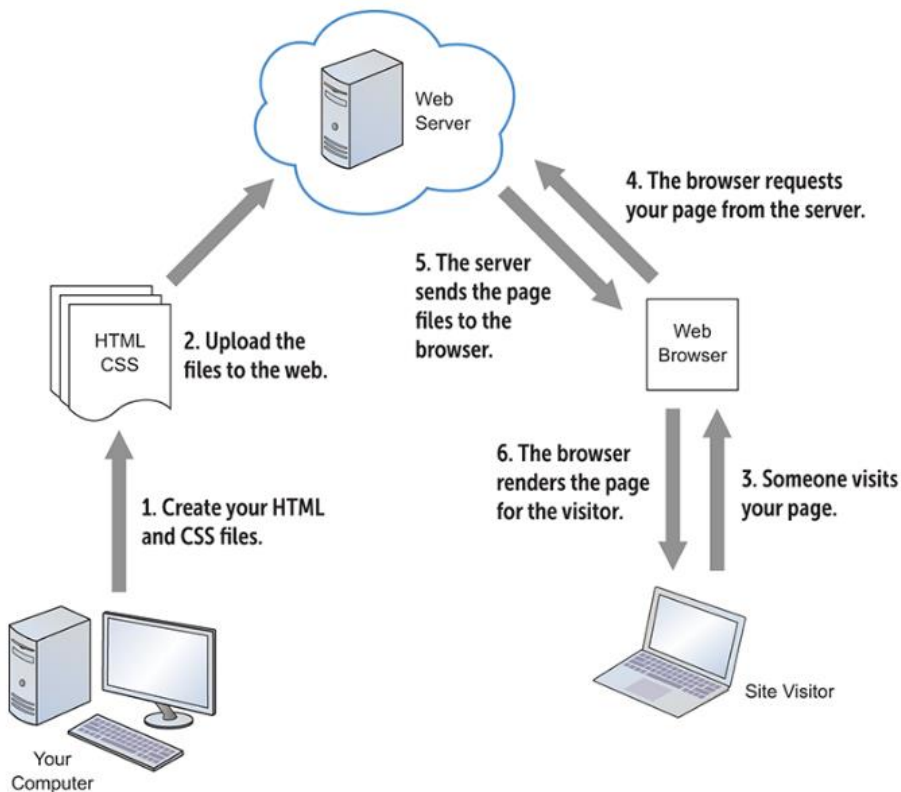 Web
Server
4. The browser requests
your page from the server.
5. The server
sends the page
files to the
browser.
HTML
CSS
2. Upload the
files to the web.
Web
Browser
6. The browser
renders the page
for the visitor.
3. Someone visits
your page.
1. Create your HTML
and CSS files.
Site Visitor
Your
Computer